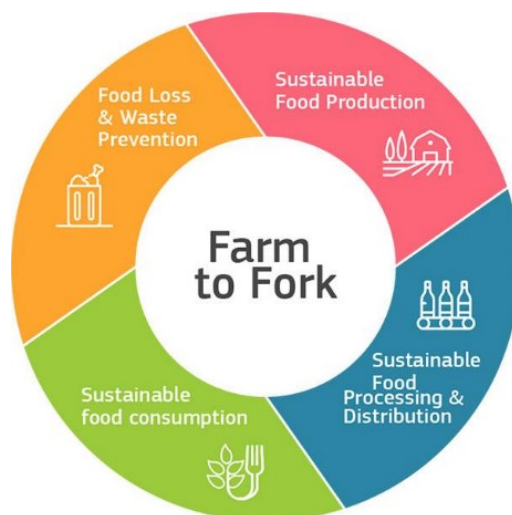 Farm
to Fork
Sustainable
Food Production
Sustainable
Food
Processing &
Distribution
Sustainable
food consumption
Food Loss
& Waste
Prevention